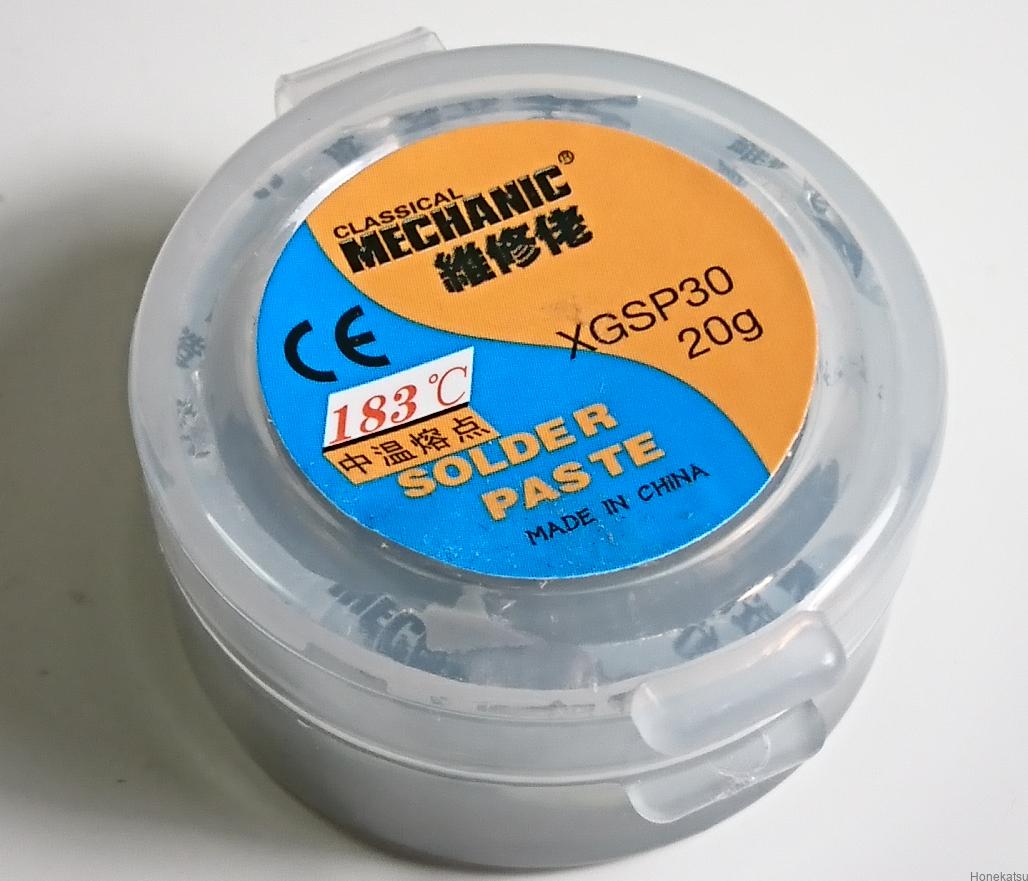 CLASSICAL
MECHANIC®
維修佬
XGSP30
20g
CE
183℃
中温熔点
SOLDER
PASTE
MADE IN CHINA
MECH
Honekatsu